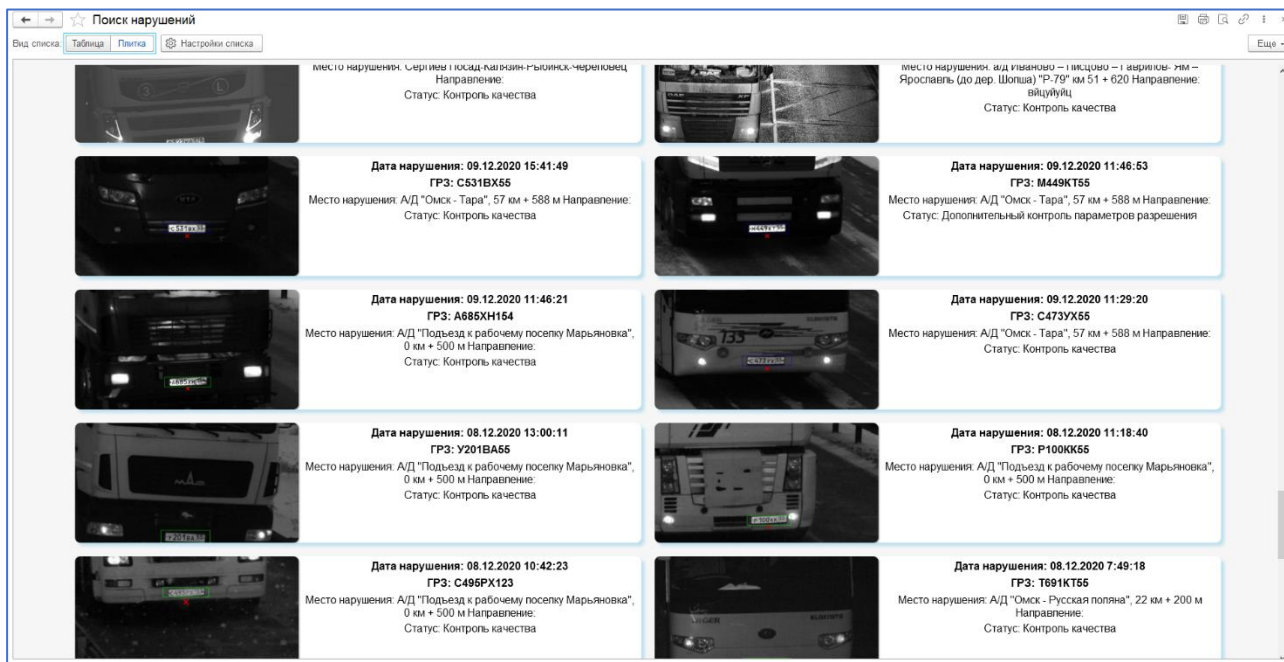 Поиск нарушений
Вид списка: Таблица Плитка Настройки списка Еще
Место нарушения: Сергиев Посад-Калязин-Рыбинск-Череповец
Направление:
Статус: Контроль качества
Место нарушения: а/д Иваново – Писцово – Гаврилов- Ям –
Ярославль (до дер. Шопша) "Р-79" км 51 + 620 Направление:
вйцуйуйц
Статус: Контроль качества
Дата нарушения: 09.12.2020 15:41:49
ГРЗ: С531ВХ55
Место нарушения: А/Д "Омск - Тара", 57 км + 588 м Направление:
Статус: Контроль качества
Дата нарушения: 09.12.2020 11:46:53
ГРЗ: М449КТ55
Место нарушения: А/Д "Омск - Тара", 57 км + 588 м Направление:
Статус: Дополнительный контроль параметров разрешения
Дата нарушения: 09.12.2020 11:46:21
ГРЗ: А685ХН154
Место нарушения: А/Д "Подъезд к рабочему поселку Марьяновка",
0 км + 500 м Направление:
Статус: Контроль качества
Дата нарушения: 09.12.2020 11:29:20
ГРЗ: С473УХ55
Место нарушения: А/Д "Омск - Тара", 57 км + 588 м Направление:
Статус: Контроль качества
135
Дата нарушения: 08.12.2020 13:00:11
ГРЗ: У201ВА55
Место нарушения: А/Д "Подъезд к рабочему поселку Марьяновка",
0 км + 500 м Направление:
Статус: Контроль качества
Дата нарушения: 08.12.2020 11:18:40
ГРЗ: Р100КК55
Место нарушения: А/Д "Подъезд к рабочему поселку Марьяновка",
0 км + 500 м Направление:
Статус: Контроль качества
Дата нарушения: 08.12.2020 10:42:23
ГРЗ: С495РХ123
Место нарушения: А/Д "Подъезд к рабочему поселку Марьяновка",
0 км + 500 м Направление:
Статус: Контроль качества
Дата нарушения: 08.12.2020 7:49:18
ГРЗ: Т691КТ55
Место нарушения: А/Д "Омск - Русская поляна", 22 км + 200 м
Направление:
Статус: Контроль качества